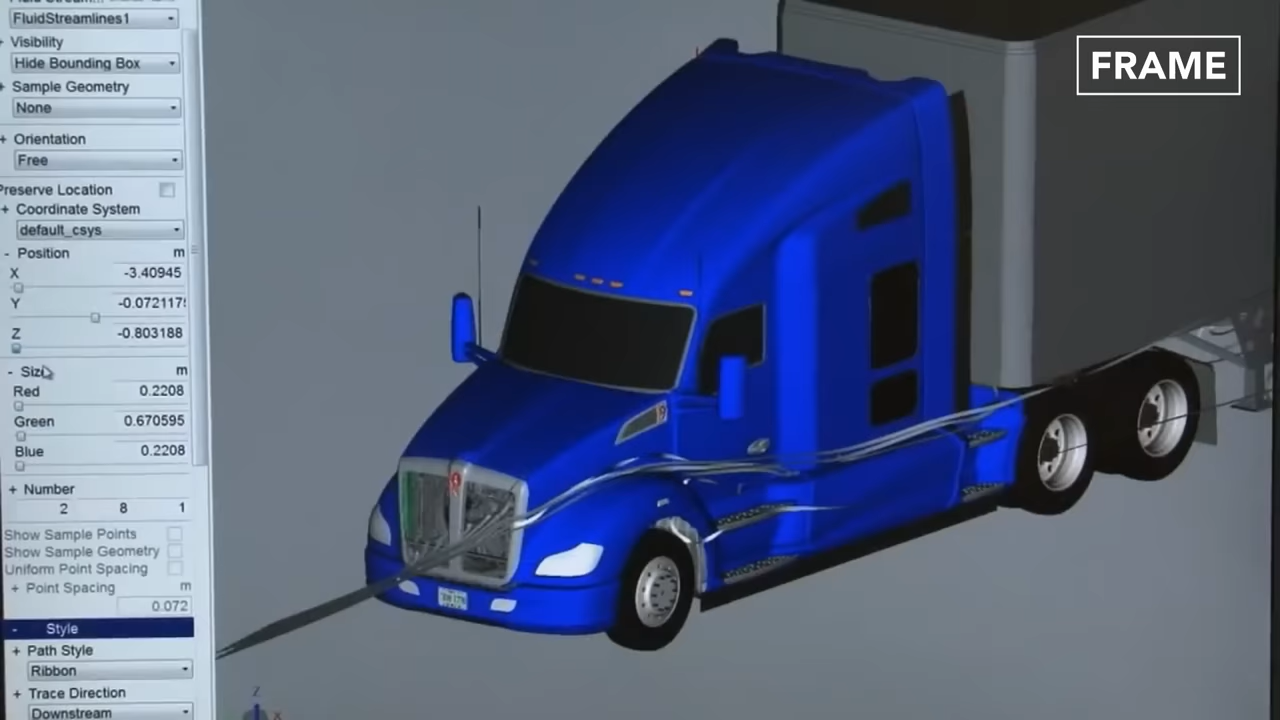 FRAME
FluidStreamlines1
+ Visibility
Hide Bounding Box
+ Sample Geometry
None
+ Orientation
Free
Preserve Location
+ Coordinate System
default_csys
- Position m
X -3.40945
Y -0.072117
Z -0.803188
- Size m
Red 0.2208
Green 0.670595
Blue 0.2208
+ Number
2 8 1
Show Sample Points
Show Sample Geometry
Uniform Point Spacing
+ Point Spacing m
0.072
- Style
+ Path Style
Ribbon
+ Trace Direction
Downstream
Z
X